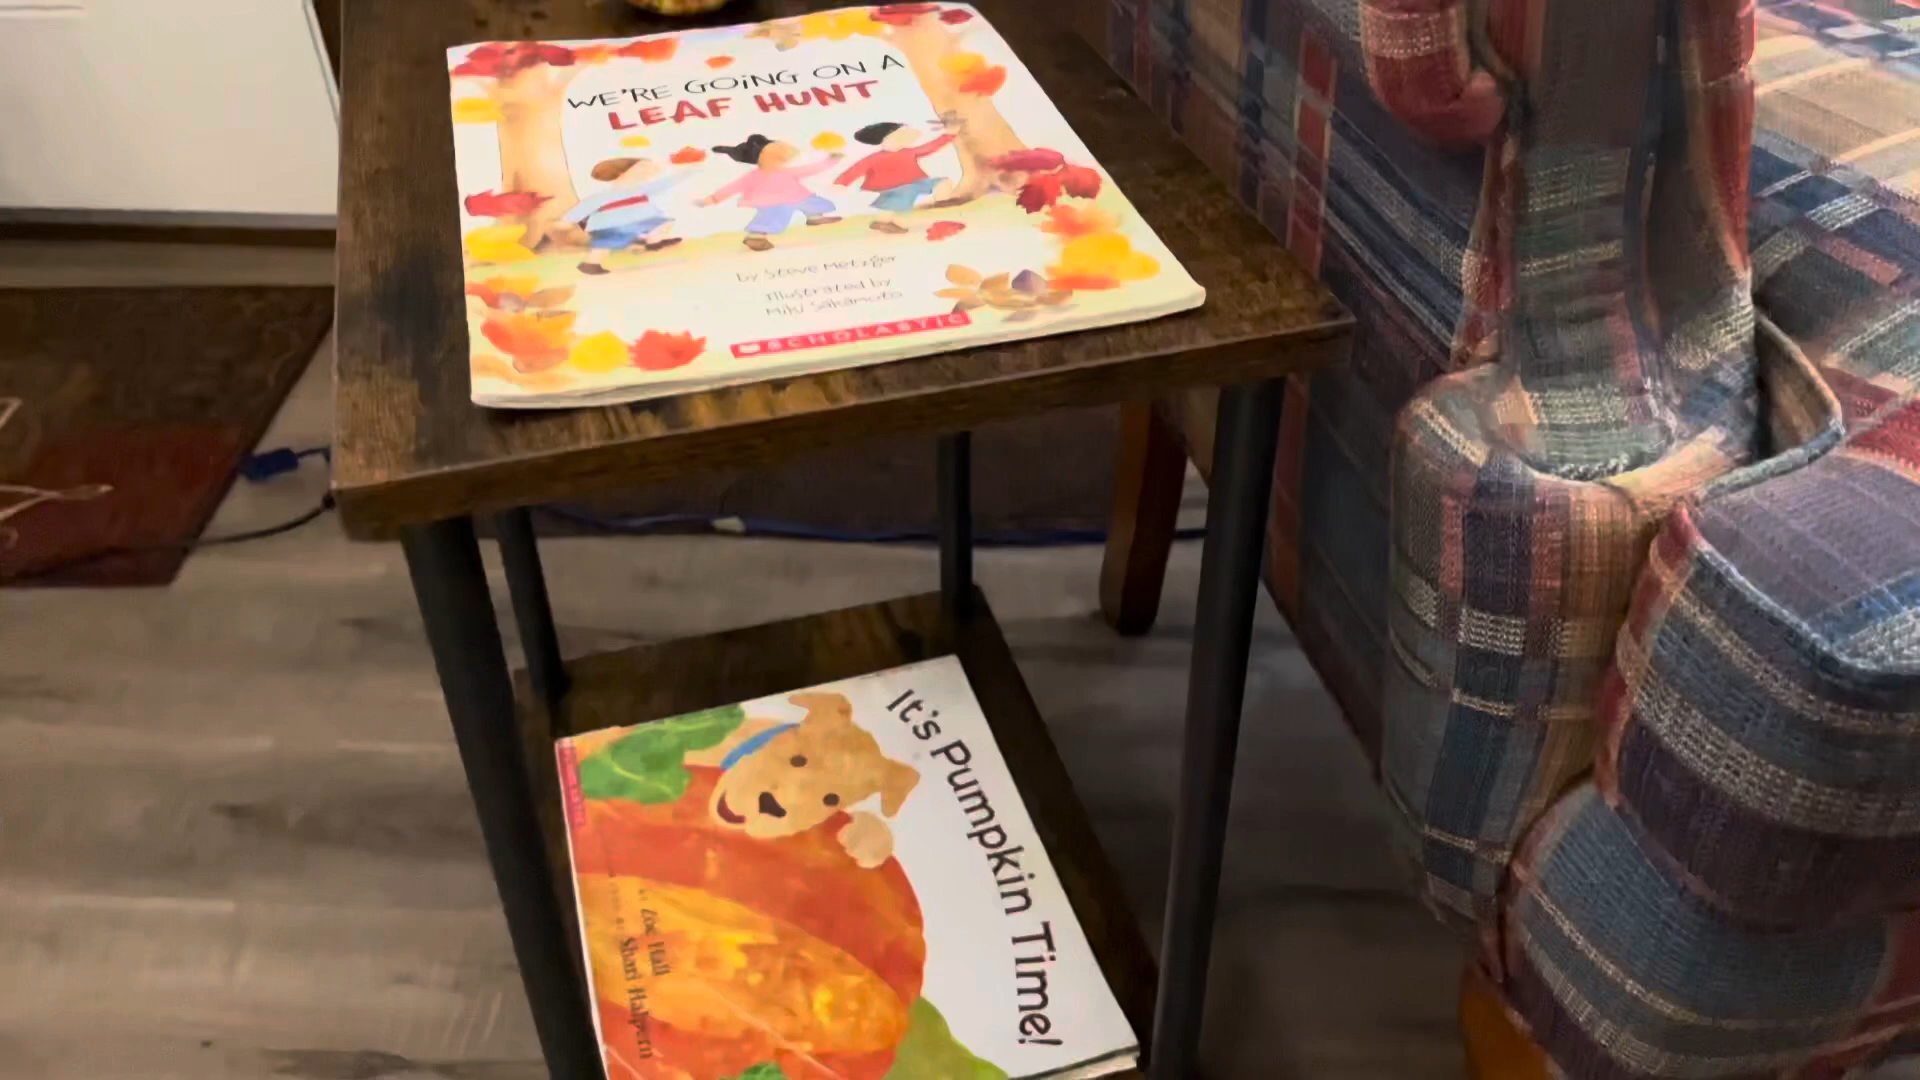 WE'RE GOING ON A
LEAF HUNT
by Steve Metzger
Illustrated by
Miki Sakamoto
SCHOLASTIC
It's Pumpkin Time!
Zoe Hall
Shari Halpern